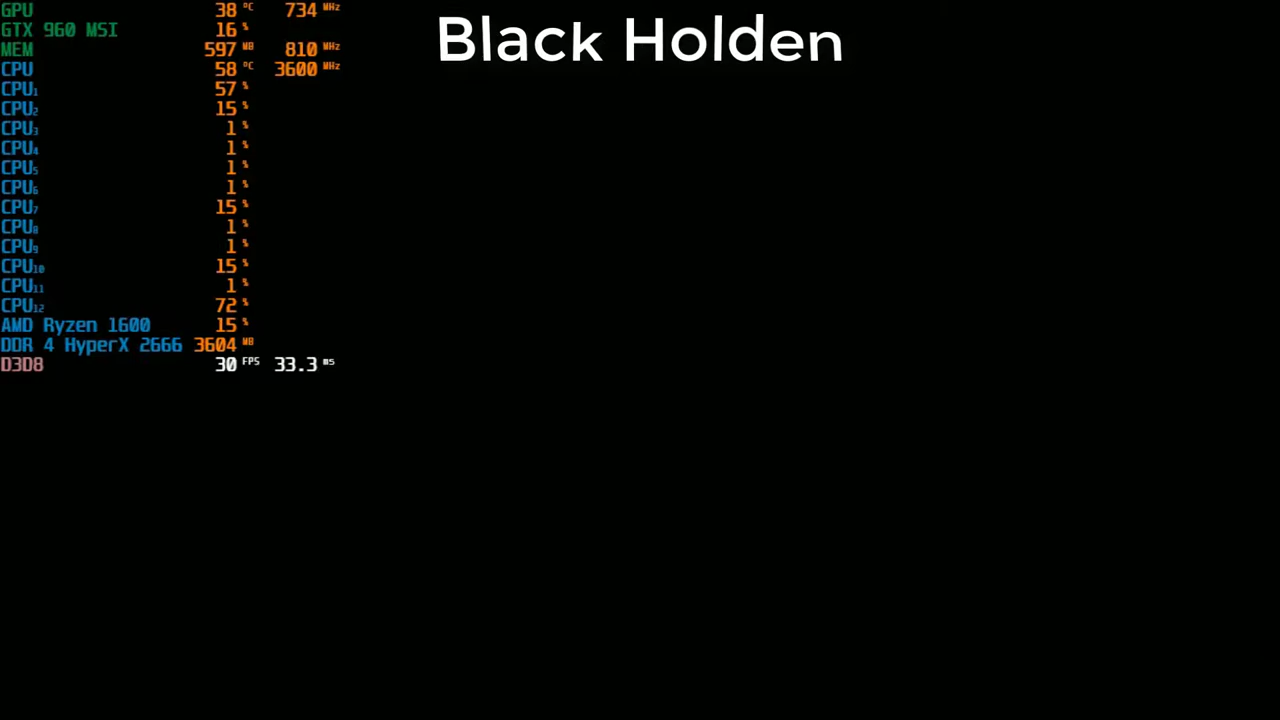 Black Holden
GPU 38 °C 734 MHz
GTX 960 MSI 16 %
MEM 597 MB 810 MHz
CPU 58 °C 3600 MHz
CPU1 57 %
CPU2 15 %
CPU3 1 %
CPU4 1 %
CPU5 1 %
CPU6 1 %
CPU7 15 %
CPU8 1 %
CPU9 1 %
CPU10 15 %
CPU11 1 %
CPU12 72 %
AMD Ryzen 1600 15 %
DDR 4 HyperX 2666 3604 MB
D3D8 30 FPS 33.3 ms